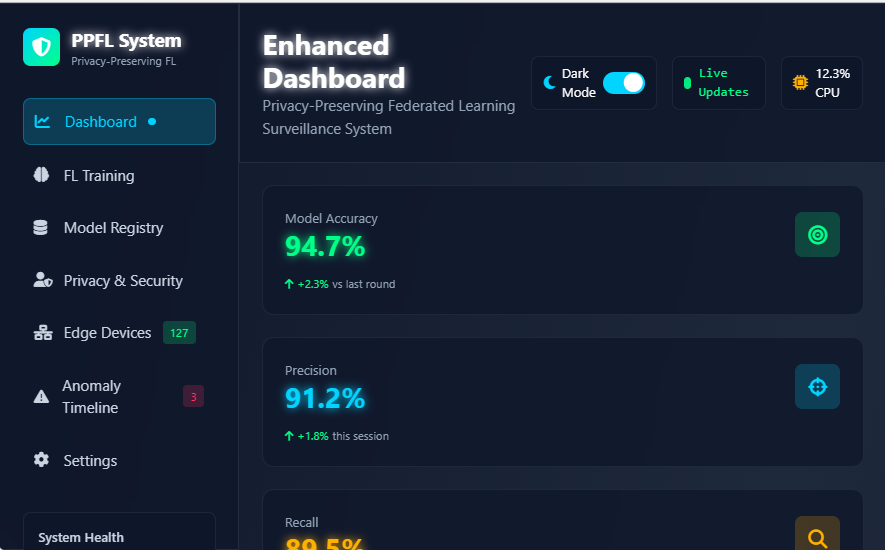 PPFL System
Privacy-Preserving FL
Dashboard
FL Training
Model Registry
Privacy & Security
Edge Devices 127
Anomaly
Timeline
3
Settings
System Health
Enhanced
Dashboard
Privacy-Preserving Federated Learning
Surveillance System
Dark
Mode
Live
Updates
12.3%
CPU
Model Accuracy
94.7%
+2.3% vs last round
Precision
91.2%
+1.8% this session
Recall
89.5%